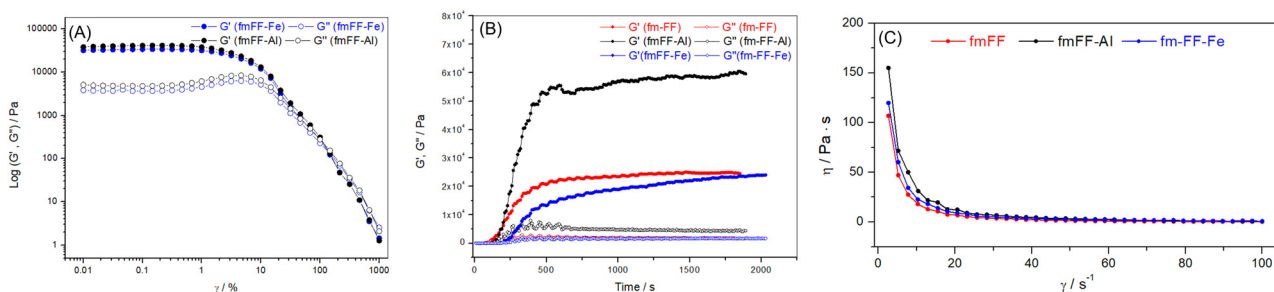 (A)
G' (fmFF-Fe) G'' (fmFF-Fe)
G' (fmFF-Al) G'' (fmFF-Al)
Log (G' , G'') / Pa
100000
10000
1000
100
10
1
0.01 0.1 1 10 100 1000
γ / %
(B)
G' (fm-FF) G'' (fm-FF)
G' (fmFF-Al) G'' (fmFF-Al)
G'(fmFF-Fe) G''(fm-FF-Fe)
G', G'' / Pa
8x10⁴
7x10⁴
6x10⁴
5x10⁴
4x10⁴
3x10⁴
2x10⁴
1x10⁴
0
0 500 1000 1500 2000
Time / s
(C)
fmFF fmFF-Al fm-FF-Fe
η / Pa · s
200
150
100
50
0
0 20 40 60 80 100
γ / s⁻¹